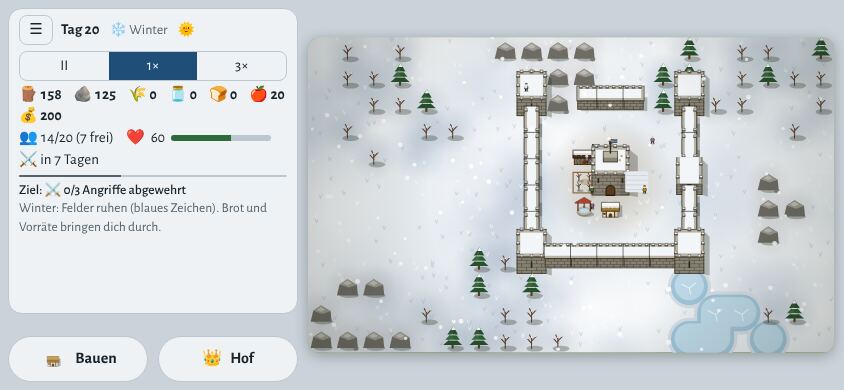 Tag 20 Winter
II 1× 3×
158 125 0 0 0 20
200
14/20 (7 frei) 60
in 7 Tagen
Ziel: 0/3 Angriffe abgewehrt
Winter: Felder ruhen (blaues Zeichen). Brot und
Vorräte bringen dich durch.
Bauen Hof